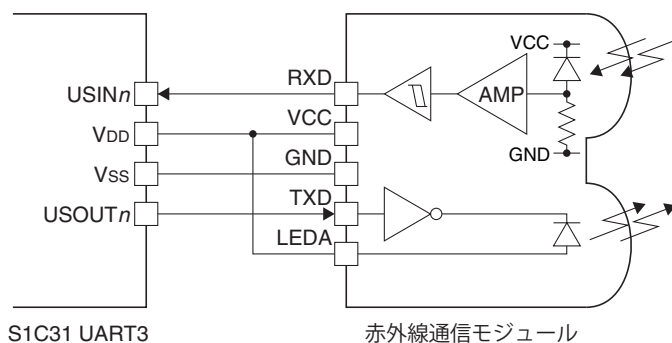 VCC
RXD
USINn
AMP
VCC
VDD
GND
GND
VSS
TXD
USOUTn
LEDA
S1C31 UART3
赤外線通信モジュール